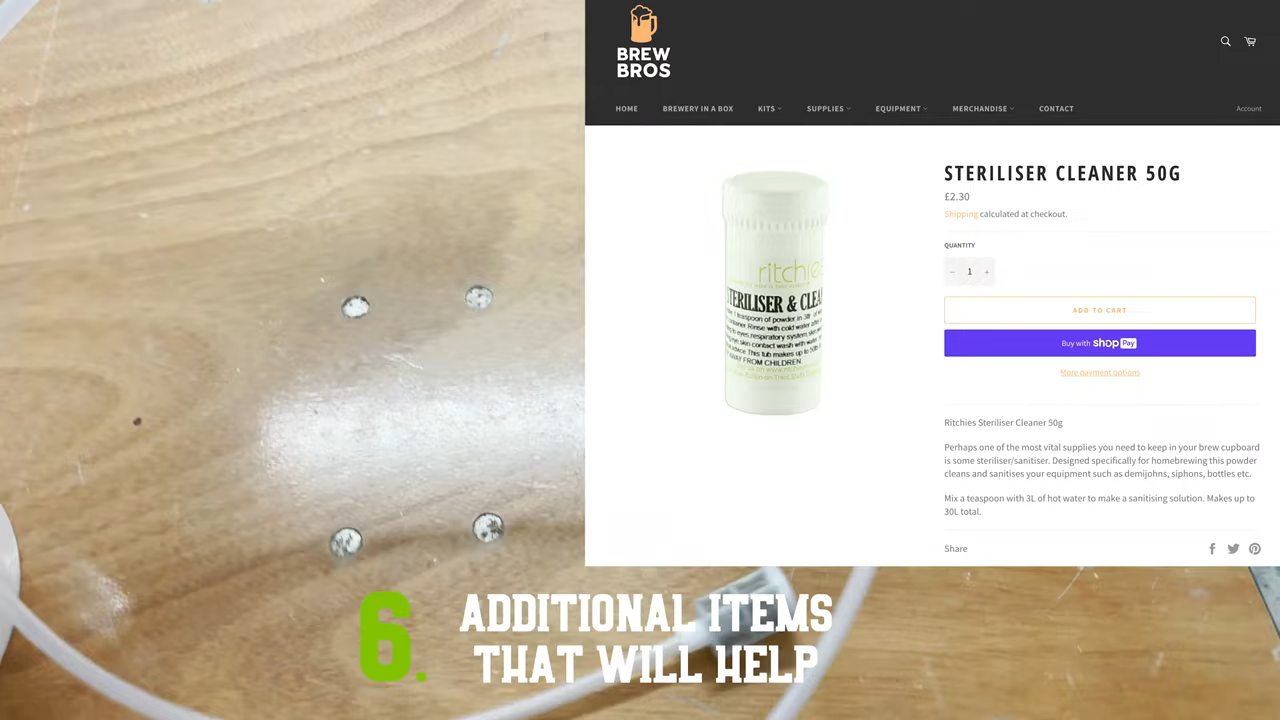 BREW
BROS
HOME
BREWERY IN A BOX
KITS
SUPPLIES
EQUIPMENT
MERCHANDISE
CONTACT
Account
ritchies
STERILISER & CLEA
STERILISER CLEANER 50G
£2.30
Shipping calculated at checkout.
QUANTITY
− 1 +
ADD TO CART
Buy with shop Pay
More payment options
Ritchies Steriliser Cleaner 50g
Perhaps one of the most vital supplies you need to keep in your brew cupboard
is some steriliser/sanitiser. Designed specifically for homebrewing this powder
cleans and sanitises your equipment such as demijohns, siphons, bottles etc.
Mix a teaspoon with 3L of hot water to make a sanitising solution. Makes up to
30L total.
Share
6.
ADDITIONAL ITEMS
THAT WILL HELP